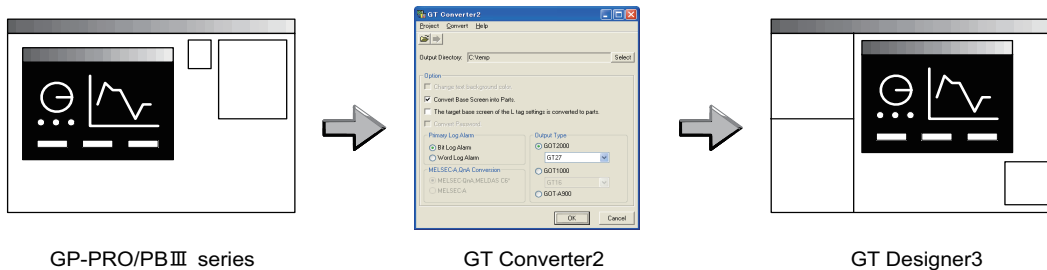 GT Converter2
Project Convert Help
Output Directory: C:\temp Select
Option
Change text background color.
Convert Base Screen into Parts.
The target base screen of the L tag settings is converted to parts.
Convert Password
Primary Log Alarm
Bit Log Alarm
Word Log Alarm
MELSEC-A,QnA Conversion
MELSEC-QnA,MELDAS C6*
MELSEC-A
Output Type
GOT2000
GT27
GOT1000
GT16
GOT-A900
OK Cancel
GP-PRO/PBⅢ series
GT Converter2
GT Designer3